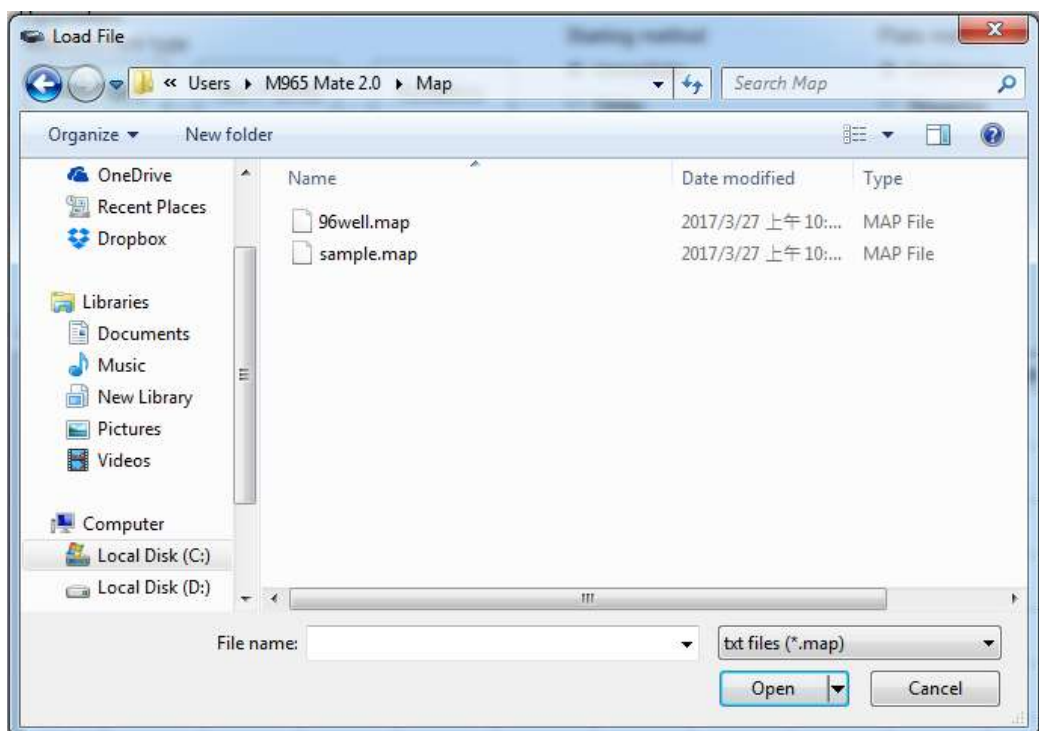 Load File
« Users ▸ M965 Mate 2.0 ▸ Map
Search Map
Organize
New folder
OneDrive
Recent Places
Dropbox
Libraries
Documents
Music
New Library
Pictures
Videos
Computer
Local Disk (C:)
Local Disk (D:)
Name Date modified Type
96well.map 2017/3/27 上午 10:... MAP File
sample.map 2017/3/27 上午 10:... MAP File
File name:
txt files (*.map)
Open
Cancel